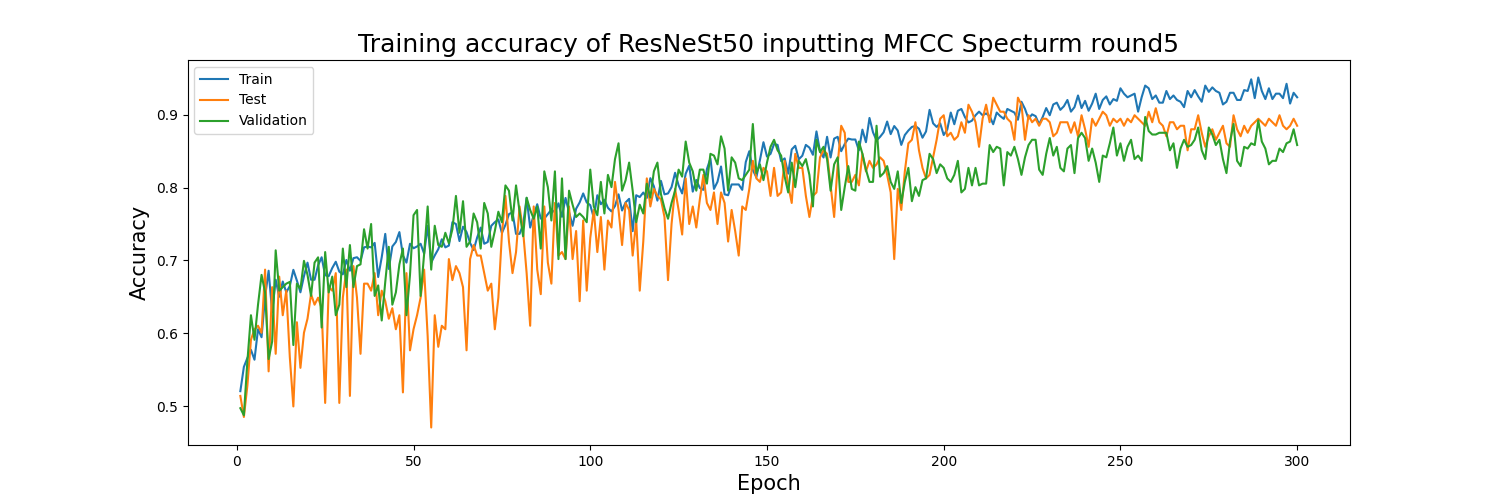 Training accuracy of ResNeSt50 inputting MFCC Specturm round5
Train
Test
Validation
0.9
0.8
0.7
0.6
0.5
Accuracy
0 50 100 150 200 250 300
Epoch